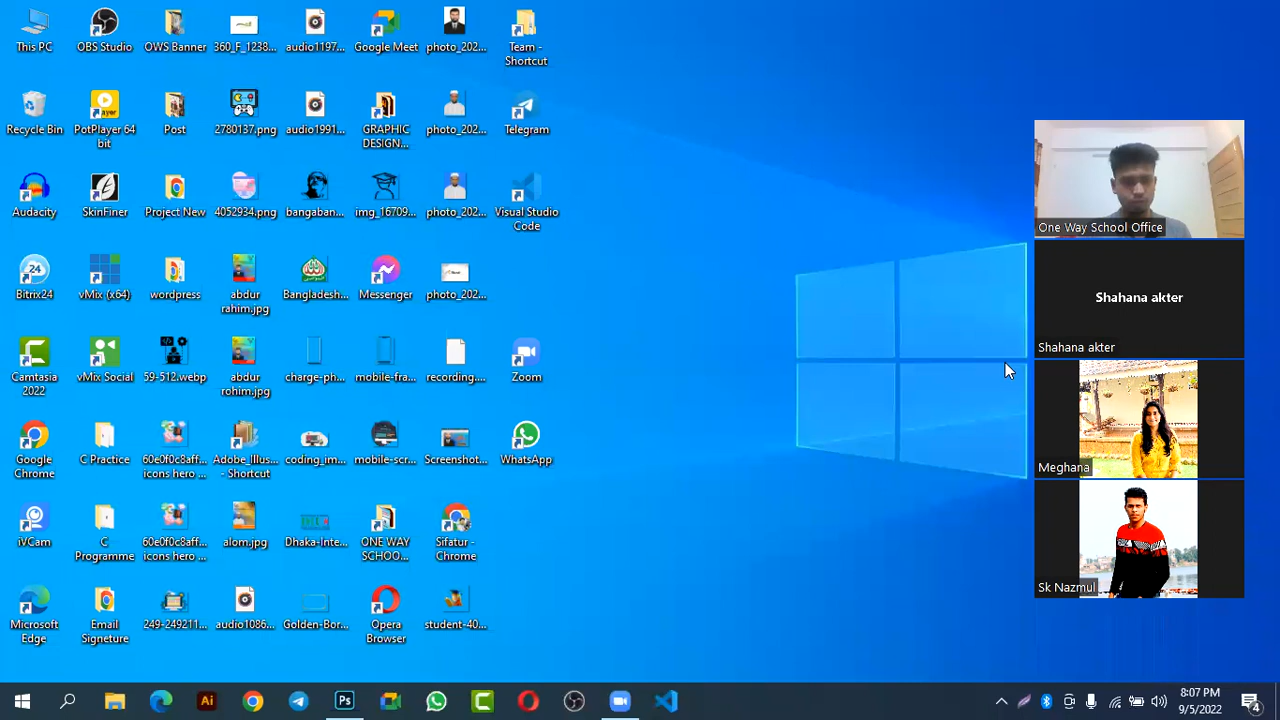 This PC
OBS Studio
OWS Banner
360_F_1238...
audio1197...
Google Meet
photo_202...
Team -
Shortcut
Recycle Bin
PotPlayer 64
bit
Post
2780137.png
audio1991...
GRAPHIC
DESIGN...
photo_202...
Telegram
Audacity
SkinFiner
Project New
4052934.png
bangaban...
img_16709...
photo_202...
Visual Studio
Code
Bitrix24
vMix (x64)
wordpress
abdur
rahim.jpg
Bangladesh...
Messenger
photo_202...
Camtasia
2022
vMix Social
59-512.webp
abdur
rohim.jpg
charge-ph...
mobile-fra...
recording....
Zoom
Google
Chrome
C Practice
60e0f0c8aff...
icons hero ...
Adobe_Illus...
- Shortcut
coding_im...
mobile-scr...
Screenshot...
WhatsApp
iVCam
C
Programme
60e0f0c8aff...
icons hero ...
alom.jpg
Dhaka-Inte...
ONE WAY
SCHOO...
Sifatur -
Chrome
Microsoft
Edge
Email
Signeture
249-249211...
audio1086...
Golden-Bor...
Opera
Browser
student-40...
One Way School Office
Shahana akter
Shahana akter
Meghana
Sk Nazmul
8:07 PM
9/5/2022
4